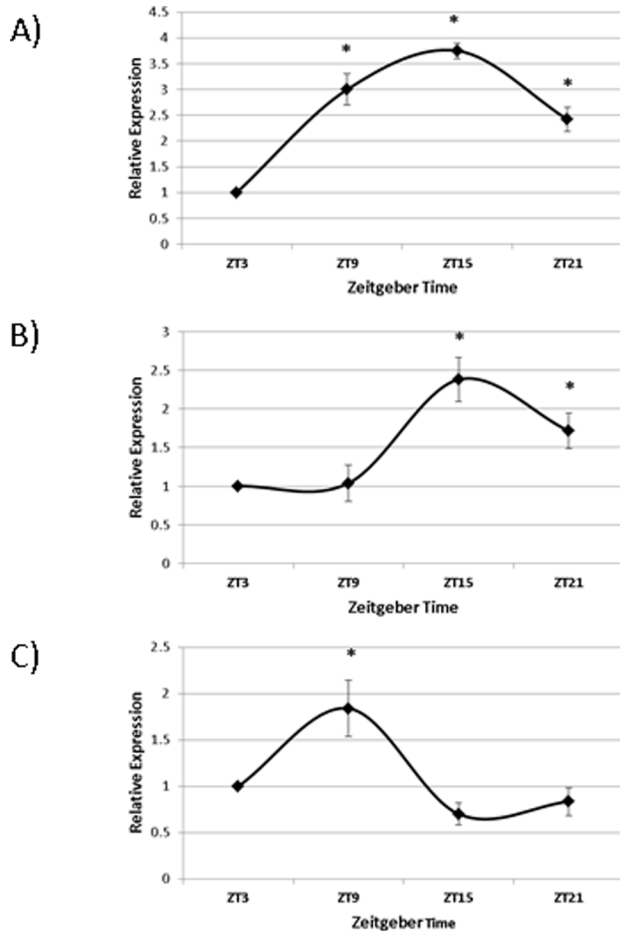 A)
Relative Expression
4.5
4
3.5
3
2.5
2
1.5
1
0.5
0
*
*
*
ZT3 ZT9 ZT15 ZT21
Zeitgeber Time
B)
Relative Expression
3
2.5
2
1.5
1
0.5
0
*
*
ZT3 ZT9 ZT15 ZT21
Zeitgeber Time
C)
Relative Expression
2.5
2
1.5
1
0.5
0
*
ZT3 ZT9 ZT15 ZT21
Zeitgeber Time